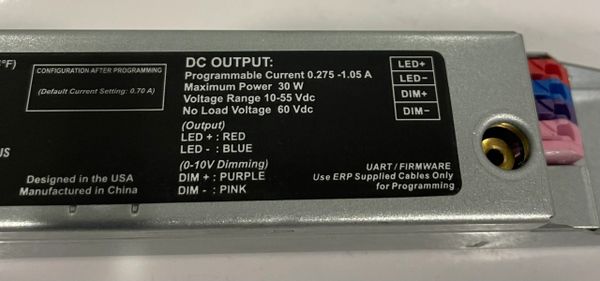 °F)
CONFIGURATION AFTER PROGRAMMING
(Default Current Setting: 0.70 A)
US
Designed in the USA
Manufactured in China
DC OUTPUT:
Programmable Current 0.275 -1.05 A
Maximum Power 30 W
Voltage Range 10-55 Vdc
No Load Voltage 60 Vdc
(Output)
LED+ : RED
LED - : BLUE
(0-10V Dimming)
DIM + : PURPLE
DIM - : PINK
LED+
LED−
DIM+
DIM−
UART / FIRMWARE
Use ERP Supplied Cables Only
for Programming